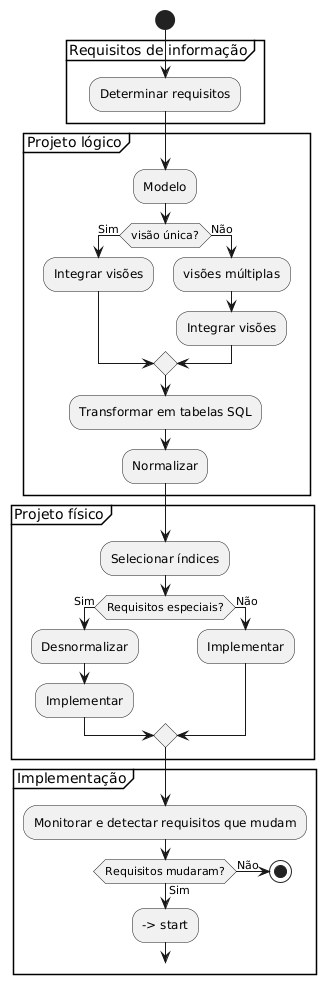 Requisitos de informação
Determinar requisitos
Projeto lógico
Modelo
visão única?
Sim
Não
Integrar visões
visões múltiplas
Integrar visões
Transformar em tabelas SQL
Normalizar
Projeto físico
Selecionar índices
Requisitos especiais?
Sim
Não
Desnormalizar
Implementar
Implementar
Implementação
Monitorar e detectar requisitos que mudam
Requisitos mudaram?
Não
Sim
-> start